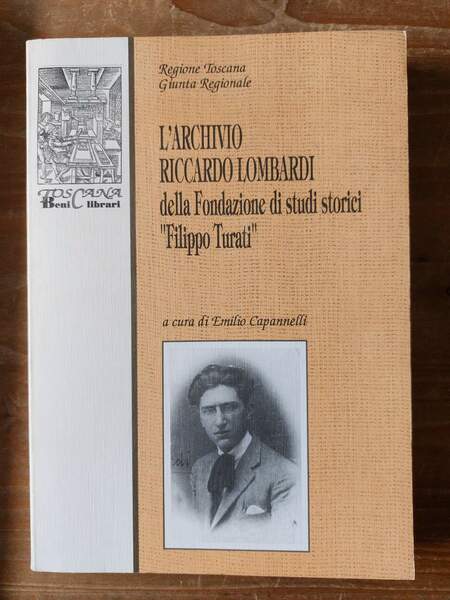 Regione Toscana
Giunta Regionale
L'ARCHIVIO
RICCARDO LOMBARDI
della Fondazione di studi storici
"Filippo Turati"
TOSCANA
Beni Librari
a cura di Emilio Capannelli